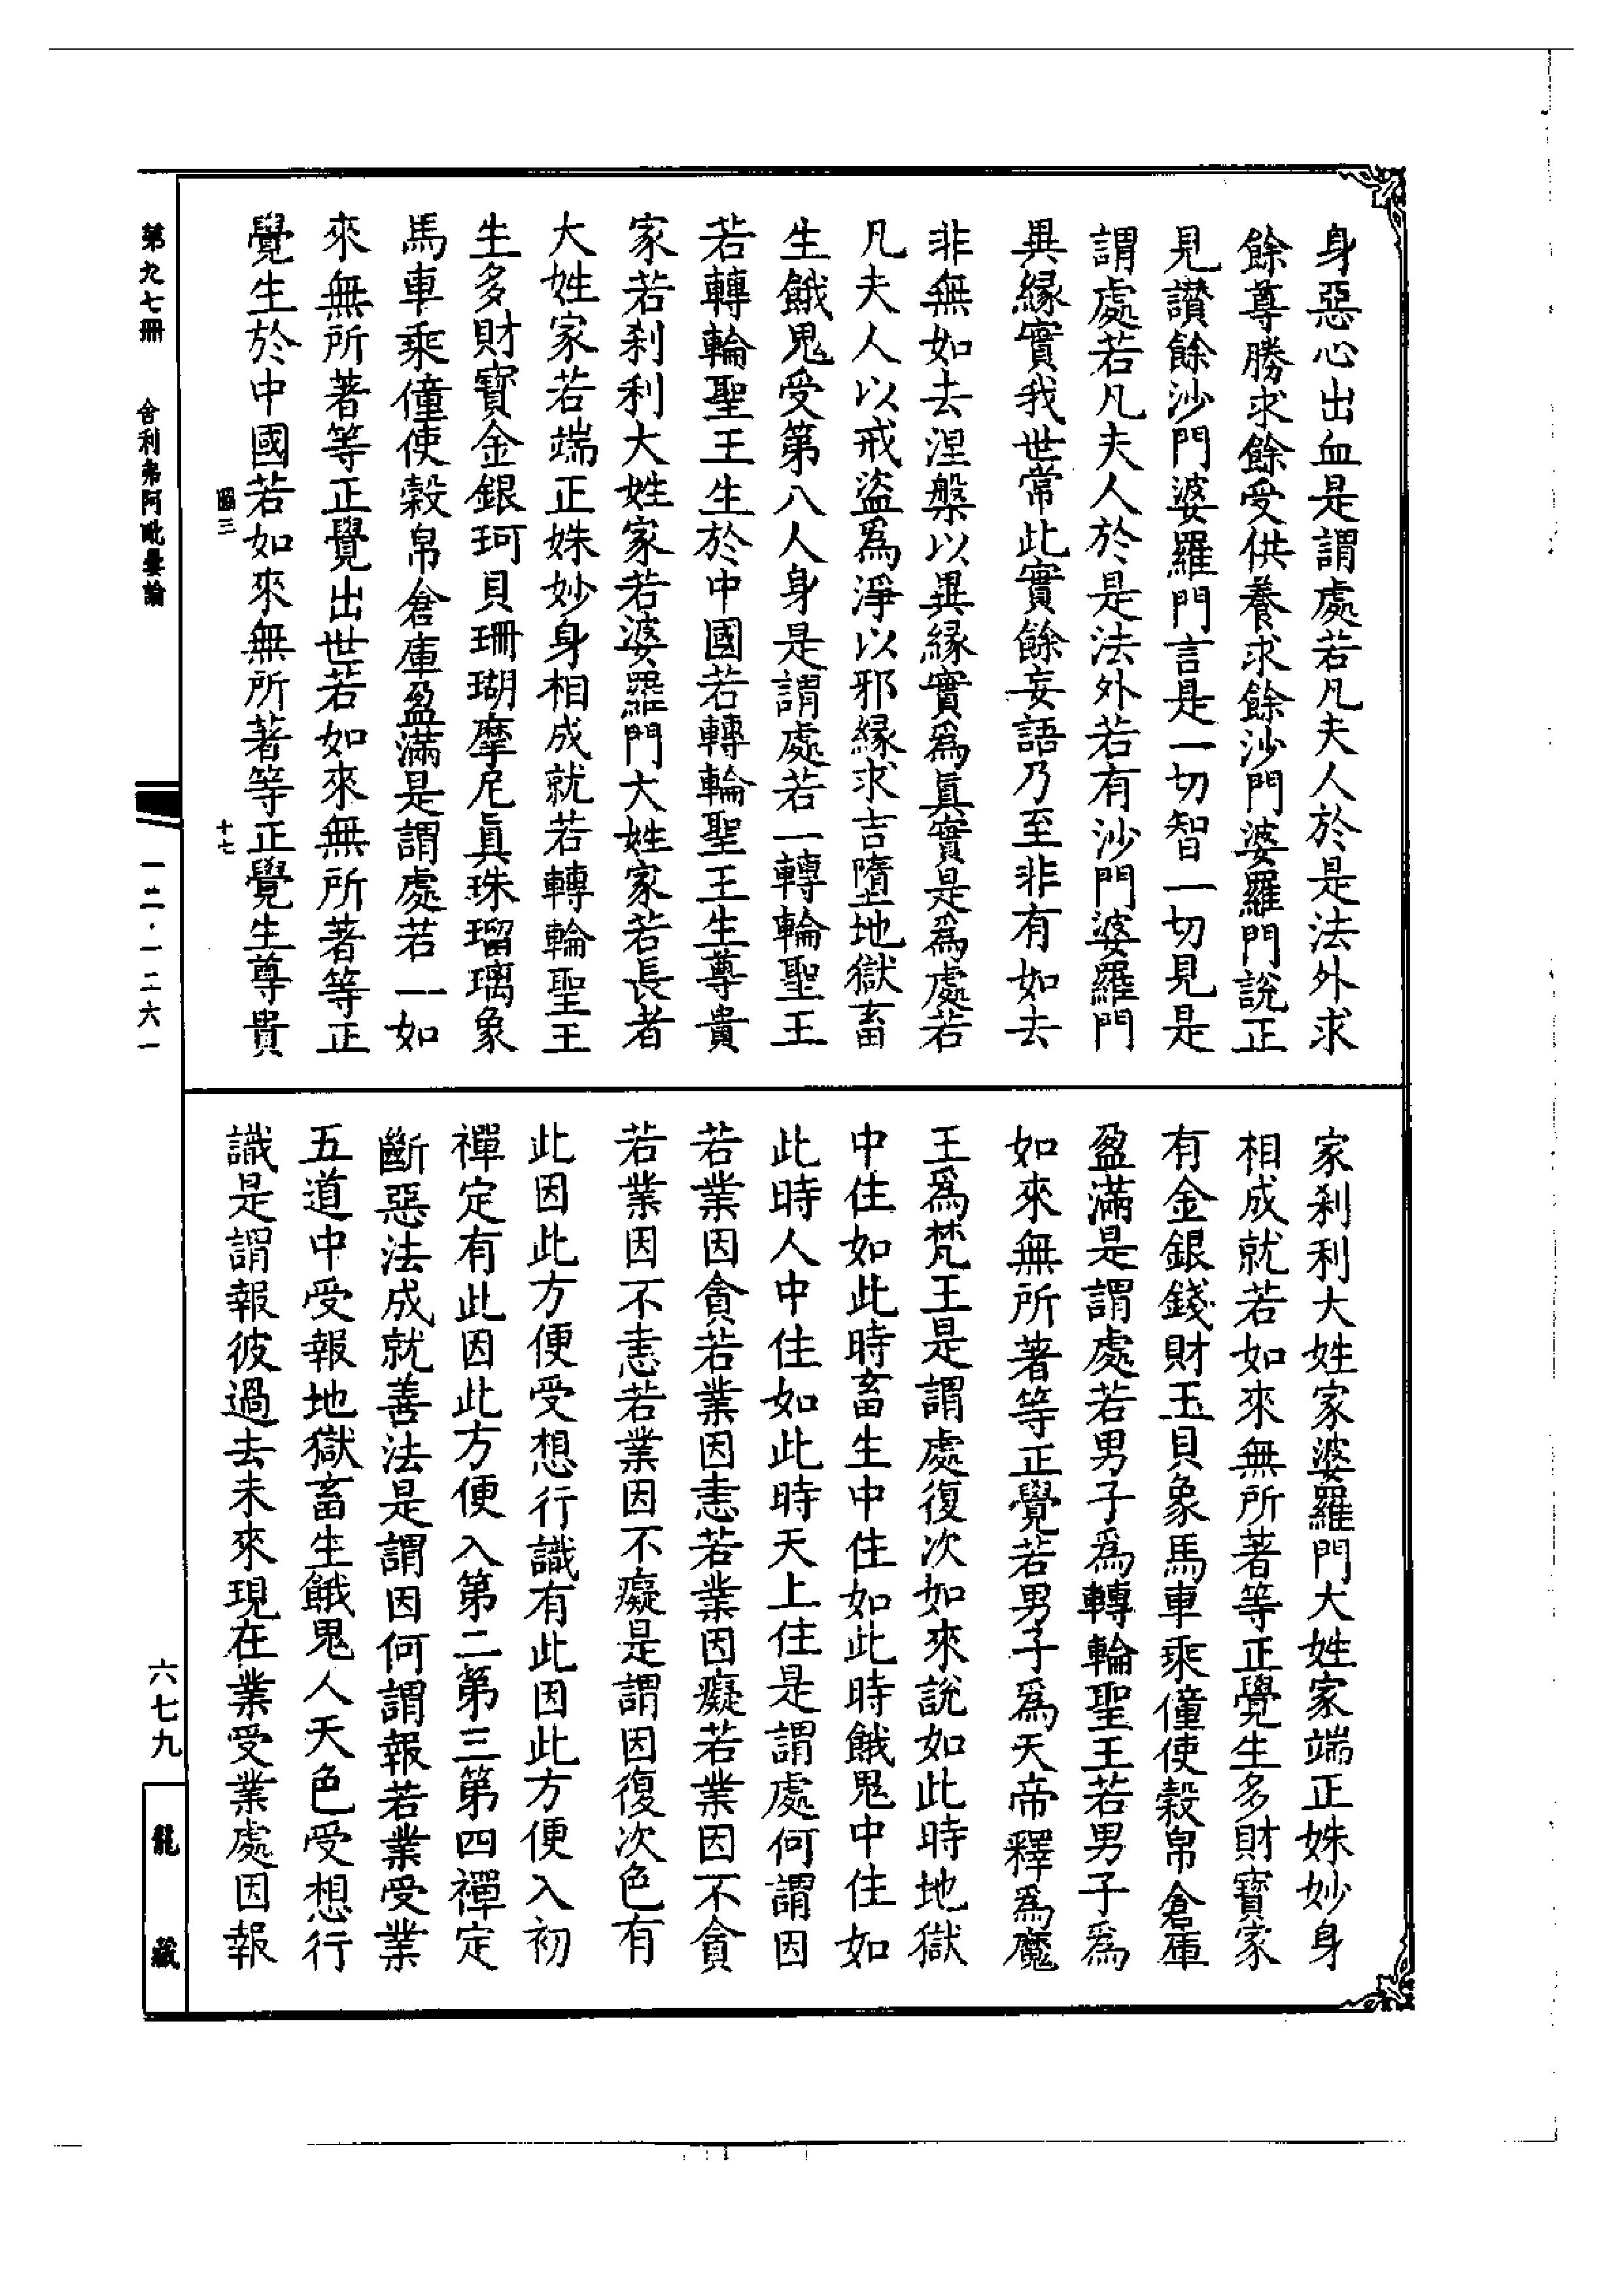 身惡心出血是謂處若凡夫人於是法外求
餘尊勝求餘受供養求餘沙門婆羅門說正
見讚餘沙門婆羅門言是一切智一切見是
謂處若凡夫人於是法外若有沙門婆羅門
異緣實我世常此實餘妄語乃至非有如去
非無如去涅槃以異緣實爲眞實是爲處若
凡夫人以戒盜爲淨以邪緣求吉墮地獄畜
生餓鬼受第八人身是謂處若一轉輪聖王
若轉輪聖王生於中國若轉輪聖王生尊貴
家若刹利大姓家若婆羅門大姓家若長者
大姓家若端正姝妙身相成就若轉輪聖王
生多財寶金銀珂貝珊瑚摩尼眞珠瑠璃象
馬車乘僮使穀帛倉庫盈滿是謂處若一如
來無所著等正覺出世若如來無所著等正
覺生於中國若如來無所著等正覺生尊貴
圖三
十七
家刹利大姓家婆羅門大姓家端正姝妙身
相成就若如來無所著等正覺生多財寶家
有金銀錢財玉貝象馬車乘僮使穀帛倉庫
盈滿是謂處若男子爲轉輪聖王若男子爲
如來無所著等正覺若男子爲天帝釋爲魔
王爲梵王是謂處復次如來說如此時地獄
中住如此時畜生中住如此時餓鬼中住如
此時人中住如此時天上住是謂處何謂因
若業因貪若業因恚若業因癡若業因不貪
若業因不恚若業因不癡是謂因復次色有
此因此方便受想行識有此因此方便入初
禪定有此因此方便入第二第三第四禪定
斷惡法成就善法是謂因何謂報若業受業
五道中受報地獄畜生餓鬼人天色受想行
識是謂報彼過去未來現在業受業處因報
第九七冊
舍利弗阿毗曇論
一二·一二六一
六七九
龍藏